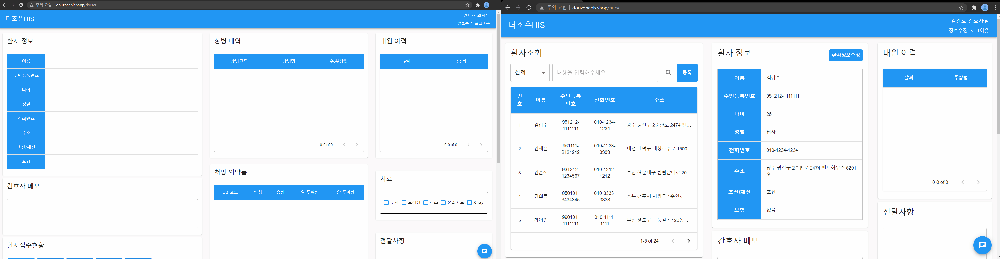 주의 요함 | douzonehis.shop/doctor
더조은HIS
안대혁 의사님
정보수정 로그아웃
환자 정보
이름
주민등록번호
나이
성별
전화번호
주소
초진/재진
보험
간호사 메모
환자접수현황
상병 내역
상병코드 상병명 주,부상병
0-0 of 0
처방 의약품
EDI코드 명칭 용량 일 투여량 총 투여량
내원 이력
날짜 주상병
0-0 of 0
치료
주사 드레싱 깁스 물리치료 X-ray
전달사항
주의 요함 | douzonehis.shop/nurse
더조은HIS
김간호 간호사님
정보수정 로그아웃
환자조회
전체 내용을 입력해주세요 등록
번호 이름 주민등록번호 전화번호 주소
1 김갑수 951212-1111111 010-1234-1234 광주 광산구 2순환로 2474 펜...
2 김채은 961111-2121212 010-1233-3333 대전 대덕구 대청호수로 1500...
3 김춘식 931212-1234567 010-1212-1212 부산 해운대구 센텀남대로 20...
4 김희동 050101-3434345 010-3333-3333 충북 청주시 서원구 1순환로 ...
5 라이언 990101-1111111 010-1111-1111 부산 영도구 나눔길 1 123동 ...
1-5 of 24
환자 정보
환자정보수정
이름 김갑수
주민등록번호 951212-1111111
나이 26
성별 남자
전화번호 010-1234-1234
주소 광주 광산구 2순환로 2474 펜트하우스 5201호
초진/재진 초진
보험 없음
간호사 메모
내원 이력
날짜 주상병
0-0 of 0
전달사항